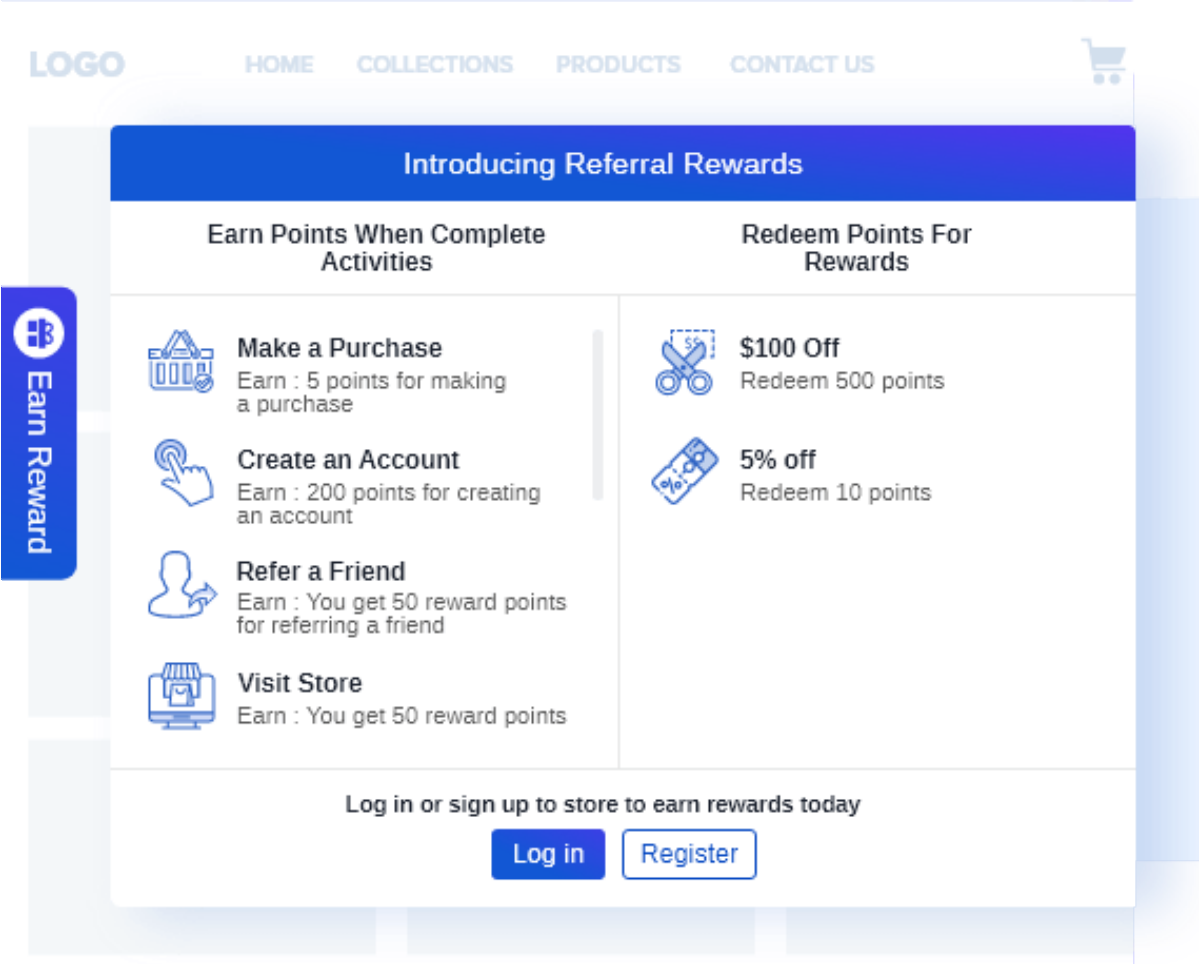 LOGO
HOME
COLLECTIONS
PRODUCTS
CONTACT US
Introducing Referral Rewards
Earn Points When Complete
Activities
Redeem Points For
Rewards
Earn Reward
Make a Purchase
Earn : 5 points for making
a purchase
Create an Account
Earn : 200 points for creating
an account
Refer a Friend
Earn : You get 50 reward points
for referring a friend
Visit Store
Earn : You get 50 reward points
$$
$100 Off
Redeem 500 points
%
5% off
Redeem 10 points
Log in or sign up to store to earn rewards today
Log in
Register